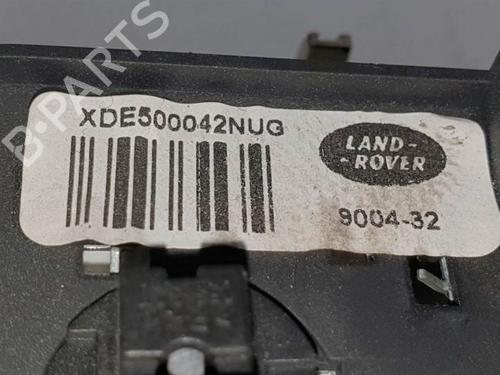 XDE500042NUG
LAND-
-ROVER
9004-32
B-PARTS